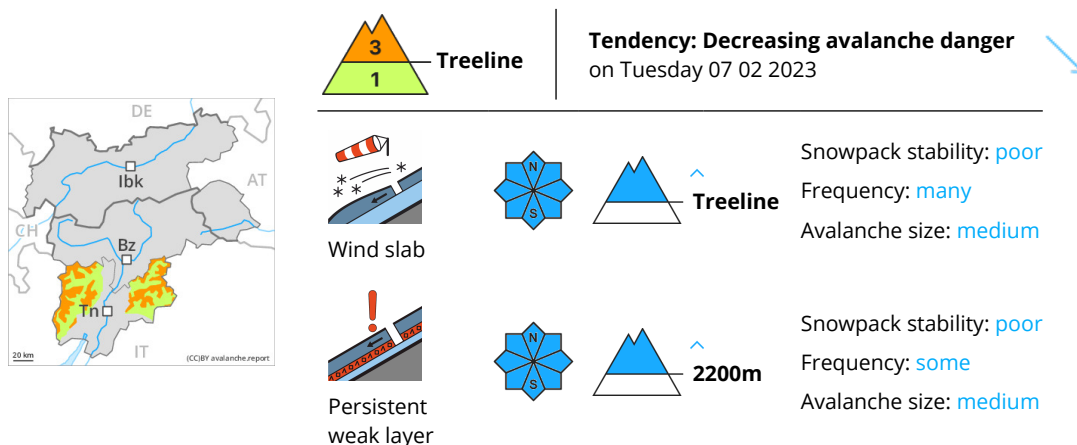 3
1
Treeline
Tendency: Decreasing avalanche danger
on Tuesday 07 02 2023
DE
Ibk
AT
CH
Bz
Tn
IT
20 km
(CC)BY avalanche.report
N
S
Treeline
Wind slab
Snowpack stability: poor
Frequency: many
Avalanche size: medium
N
S
2200m
Persistent
weak layer
Snowpack stability: poor
Frequency: some
Avalanche size: medium